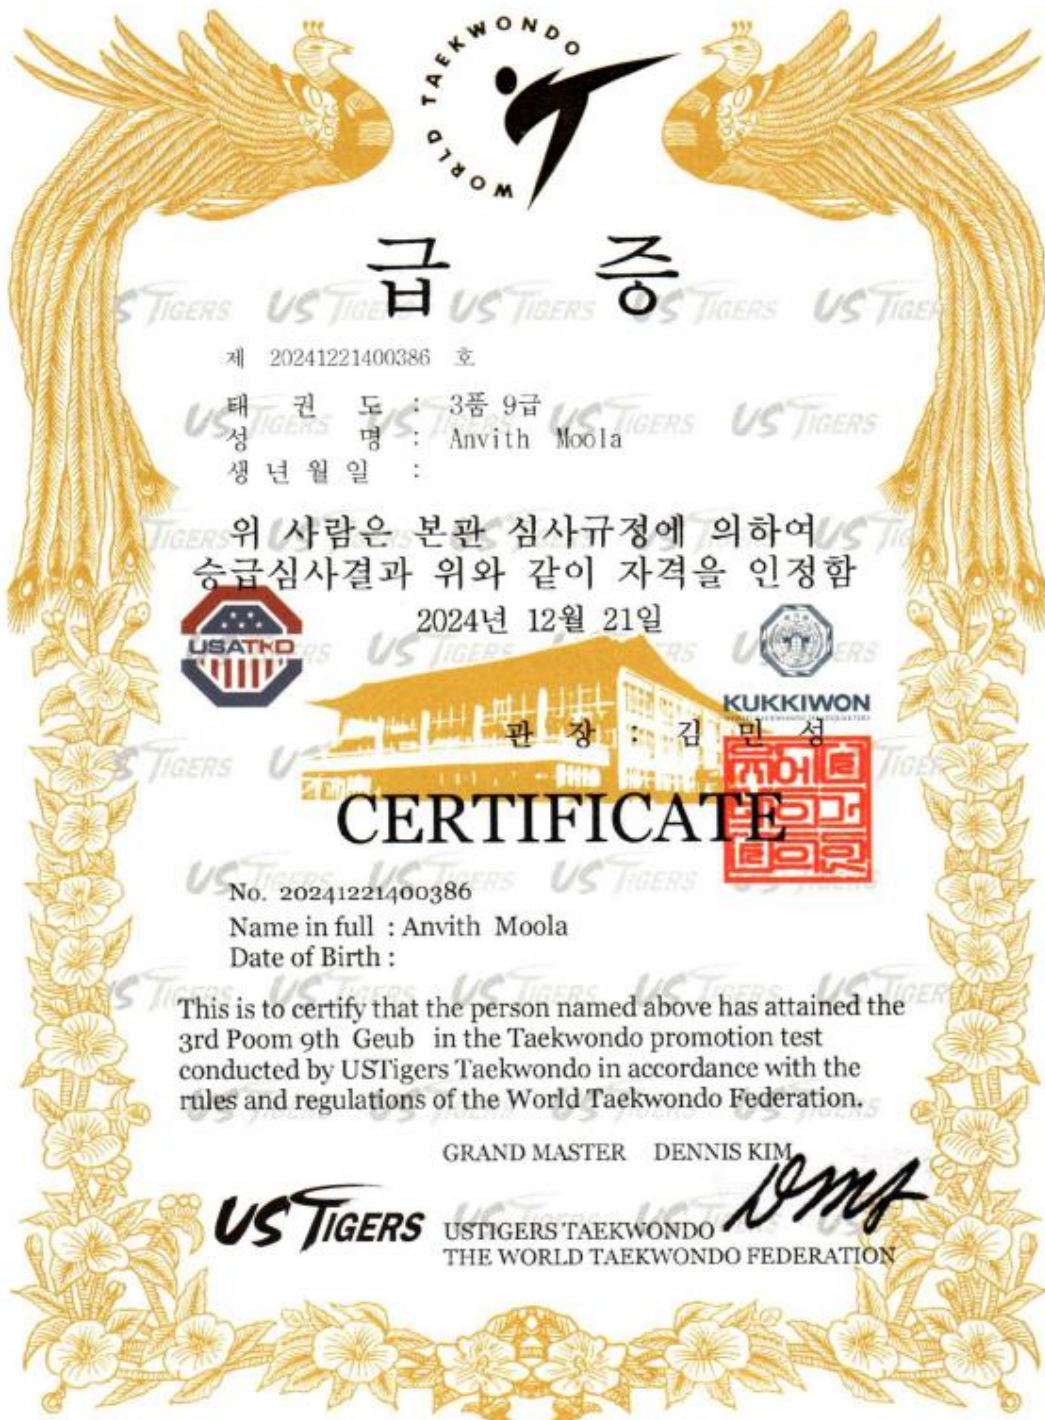 WORLD TAEKWONDO
급 증
제 20241221400386 호
태 권 도 : 3품 9급
성 명 : Anvith Moola
생 년 월 일 :
위 사람은 본관 심사규정에 의하여
승급심사결과 위와 같이 자격을 인정함
2024년 12월 21일
USATKD
KUKKIWON
관 장 : 김 민 성
CERTIFICATE
No. 20241221400386
Name in full : Anvith Moola
Date of Birth :
This is to certify that the person named above has attained the
3rd Poom 9th Geub in the Taekwondo promotion test
conducted by USTigers Taekwondo in accordance with the
rules and regulations of the World Taekwondo Federation.
GRAND MASTER DENNIS KIM
US TIGERS
USTIGERS TAEKWONDO
THE WORLD TAEKWONDO FEDERATION